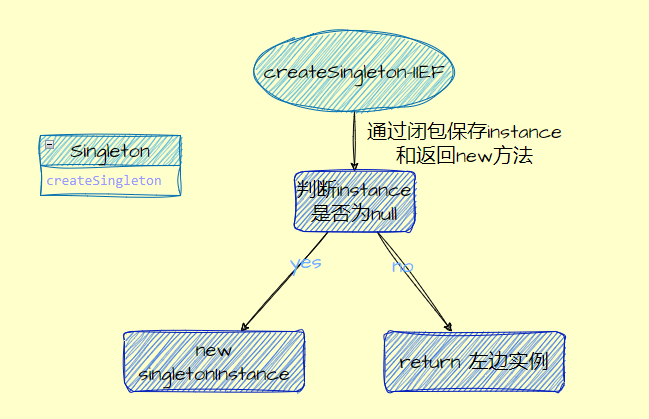 createSingleton-IIEF
通过闭包保存instance
和返回new方法
Singleton
createSingleton
判断instance
是否为null
yes
no
new
singletonInstance
return 左边实例